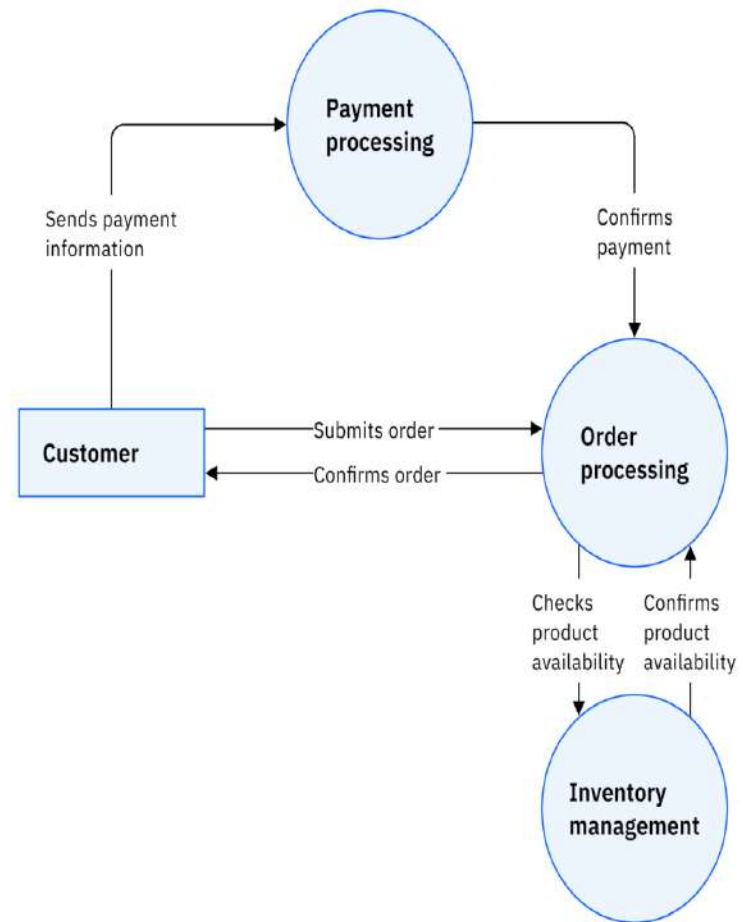 Payment
processing
Sends payment
information
Confirms
payment
Customer
Submits order
Confirms order
Order
processing
Checks
product
availability
Confirms
product
availability
Inventory
management